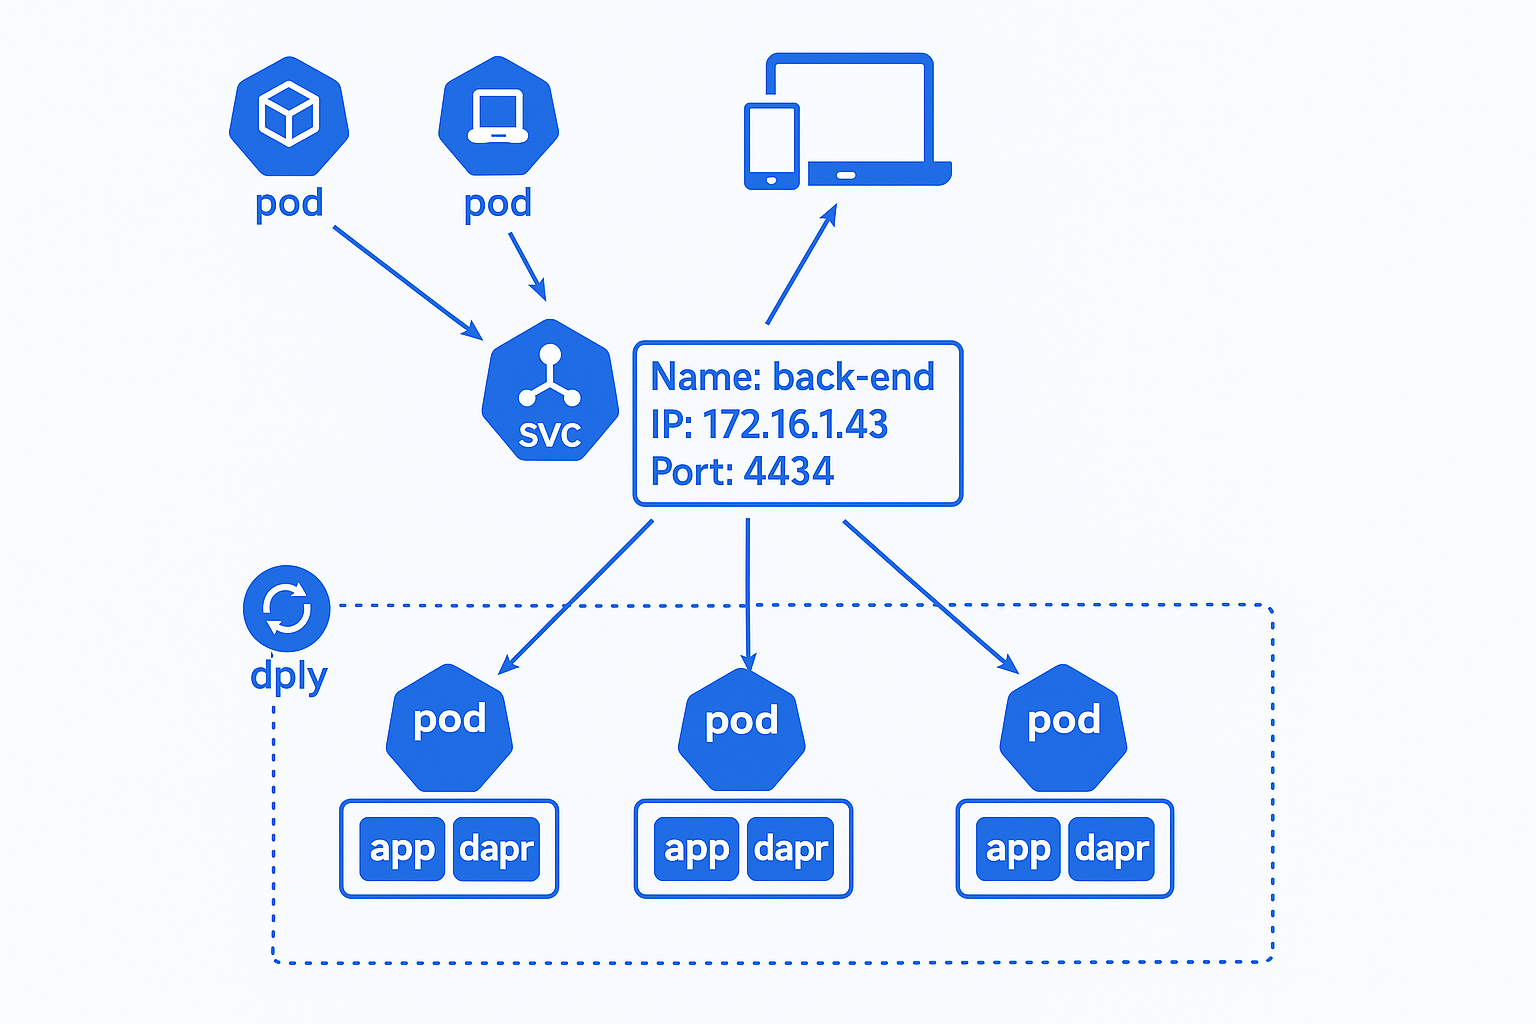 pod
pod
SVC
Name: back-end
IP: 172.16.1.43
Port: 4434
dply
pod
pod
pod
app dapr
app dapr
app dapr